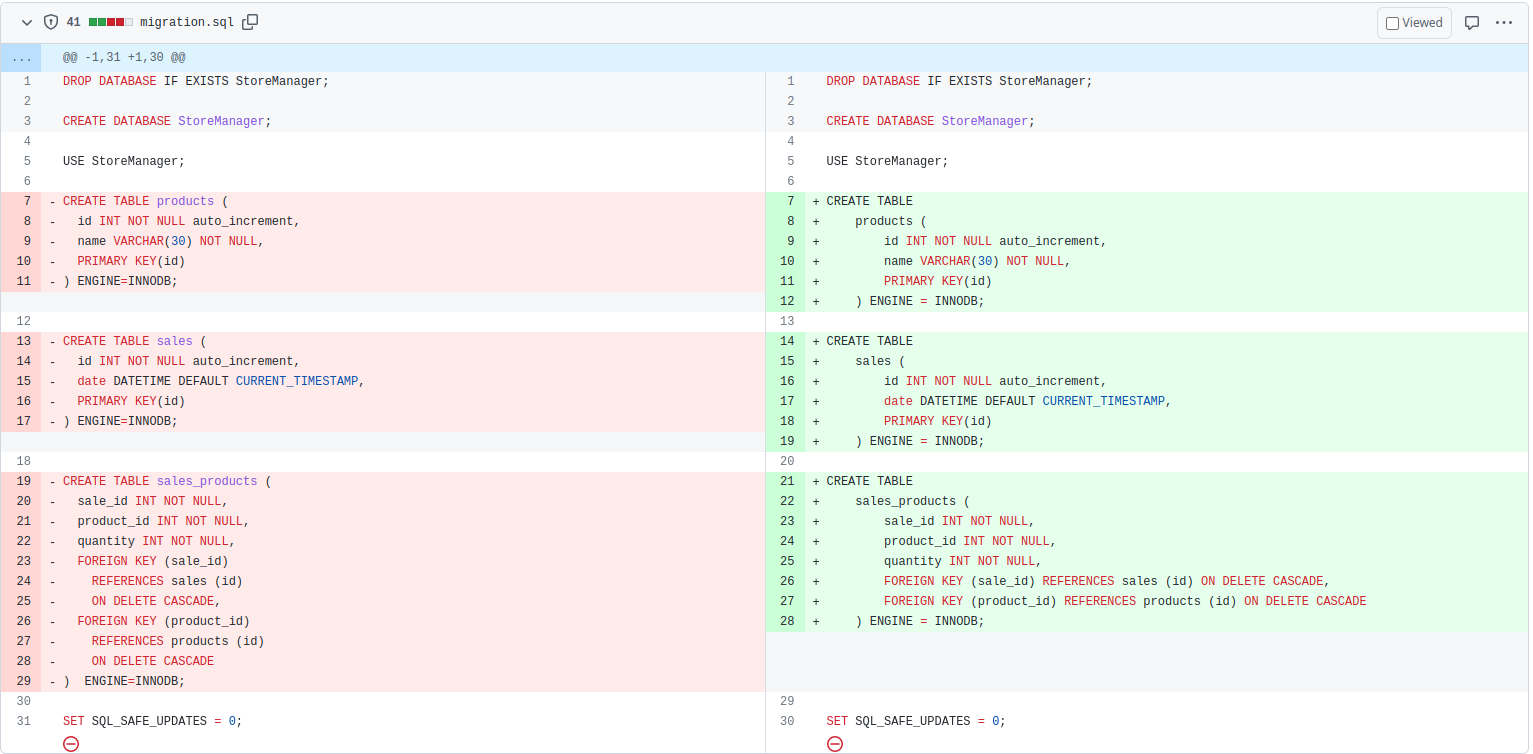 41 migration.sql Viewed
... @@ -1,31 +1,30 @@
1 DROP DATABASE IF EXISTS StoreManager;
2
3 CREATE DATABASE StoreManager;
4
5 USE StoreManager;
6
7 - CREATE TABLE products (
8 -   id INT NOT NULL auto_increment,
9 -   name VARCHAR(30) NOT NULL,
10 -   PRIMARY KEY(id)
11 - ) ENGINE=INNODB;
12
13 - CREATE TABLE sales (
14 -   id INT NOT NULL auto_increment,
15 -   date DATETIME DEFAULT CURRENT_TIMESTAMP,
16 -   PRIMARY KEY(id)
17 - ) ENGINE=INNODB;
18
19 - CREATE TABLE sales_products (
20 -   sale_id INT NOT NULL,
21 -   product_id INT NOT NULL,
22 -   quantity INT NOT NULL,
23 -   FOREIGN KEY (sale_id)
24 -     REFERENCES sales (id)
25 -     ON DELETE CASCADE,
26 -   FOREIGN KEY (product_id)
27 -     REFERENCES products (id)
28 -     ON DELETE CASCADE
29 - )  ENGINE=INNODB;
30
31 SET SQL_SAFE_UPDATES = 0;
1 DROP DATABASE IF EXISTS StoreManager;
2
3 CREATE DATABASE StoreManager;
4
5 USE StoreManager;
6
7 + CREATE TABLE
8 +     products (
9 +         id INT NOT NULL auto_increment,
10 +         name VARCHAR(30) NOT NULL,
11 +         PRIMARY KEY(id)
12 +     ) ENGINE = INNODB;
13
14 + CREATE TABLE
15 +     sales (
16 +         id INT NOT NULL auto_increment,
17 +         date DATETIME DEFAULT CURRENT_TIMESTAMP,
18 +         PRIMARY KEY(id)
19 +     ) ENGINE = INNODB;
20
21 + CREATE TABLE
22 +     sales_products (
23 +         sale_id INT NOT NULL,
24 +         product_id INT NOT NULL,
25 +         quantity INT NOT NULL,
26 +         FOREIGN KEY (sale_id) REFERENCES sales (id) ON DELETE CASCADE,
27 +         FOREIGN KEY (product_id) REFERENCES products (id) ON DELETE CASCADE
28 +     ) ENGINE = INNODB;
29
30 SET SQL_SAFE_UPDATES = 0;